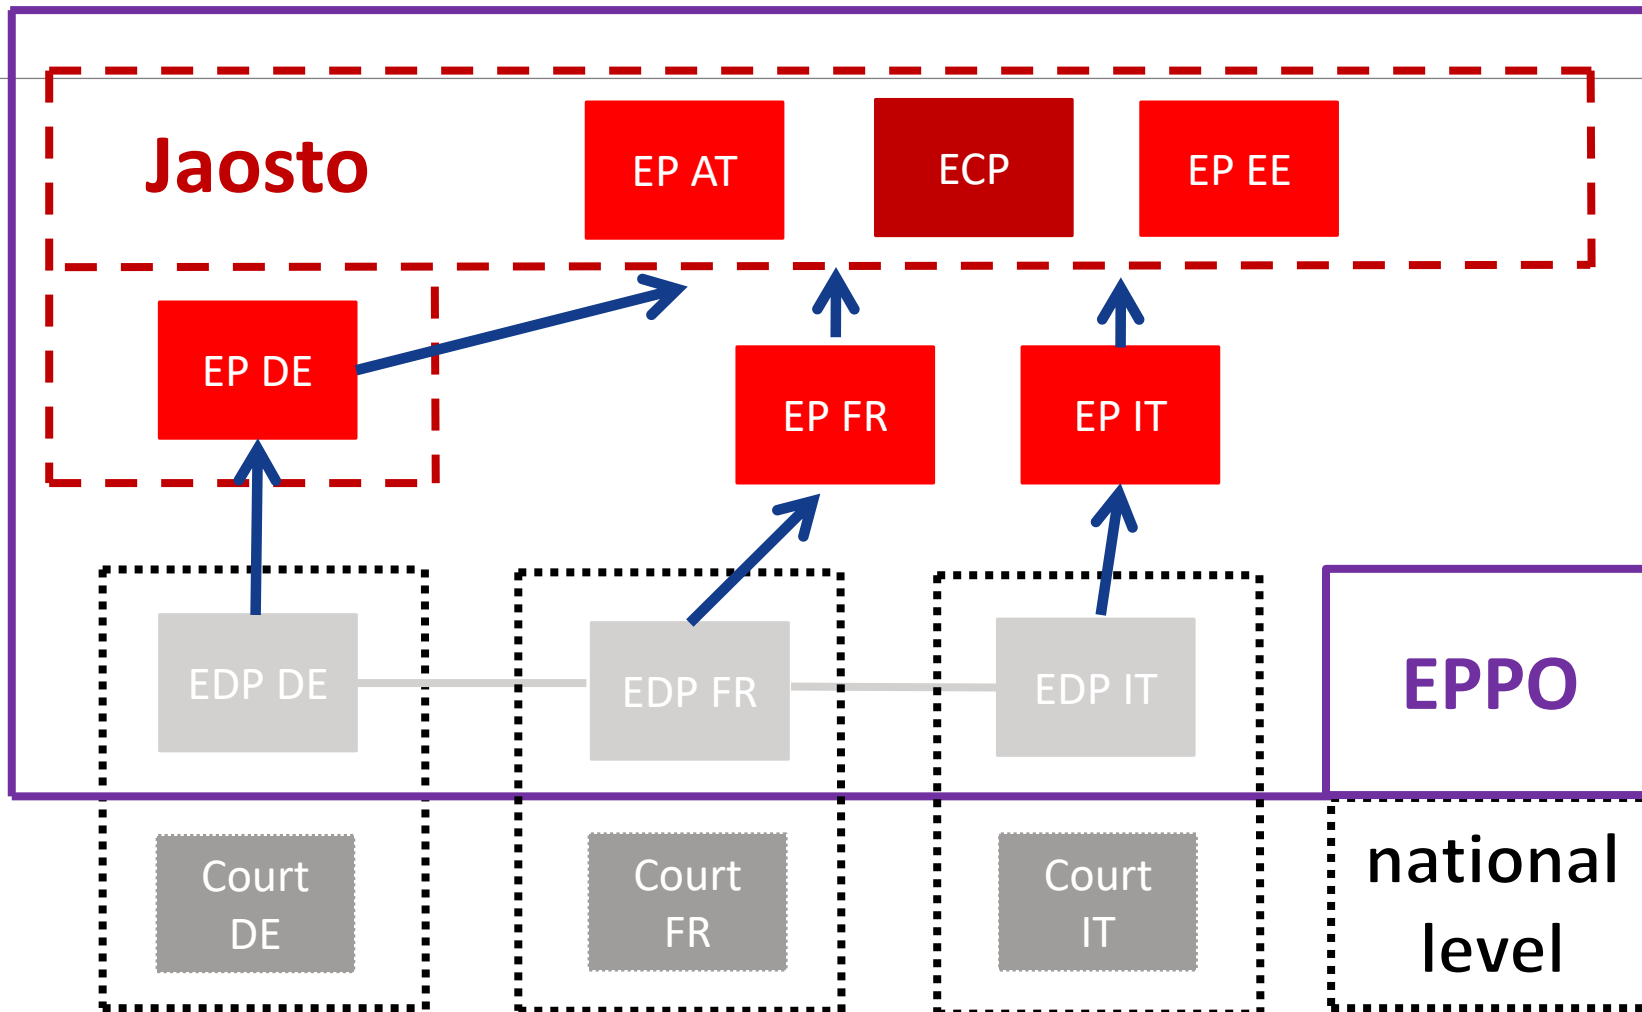 Jaosto
EP AT
ECP
EP EE
EP DE
EP FR
EP IT
EDP DE
EDP FR
EDP IT
EPPO
Court
DE
Court
FR
Court
IT
national
level